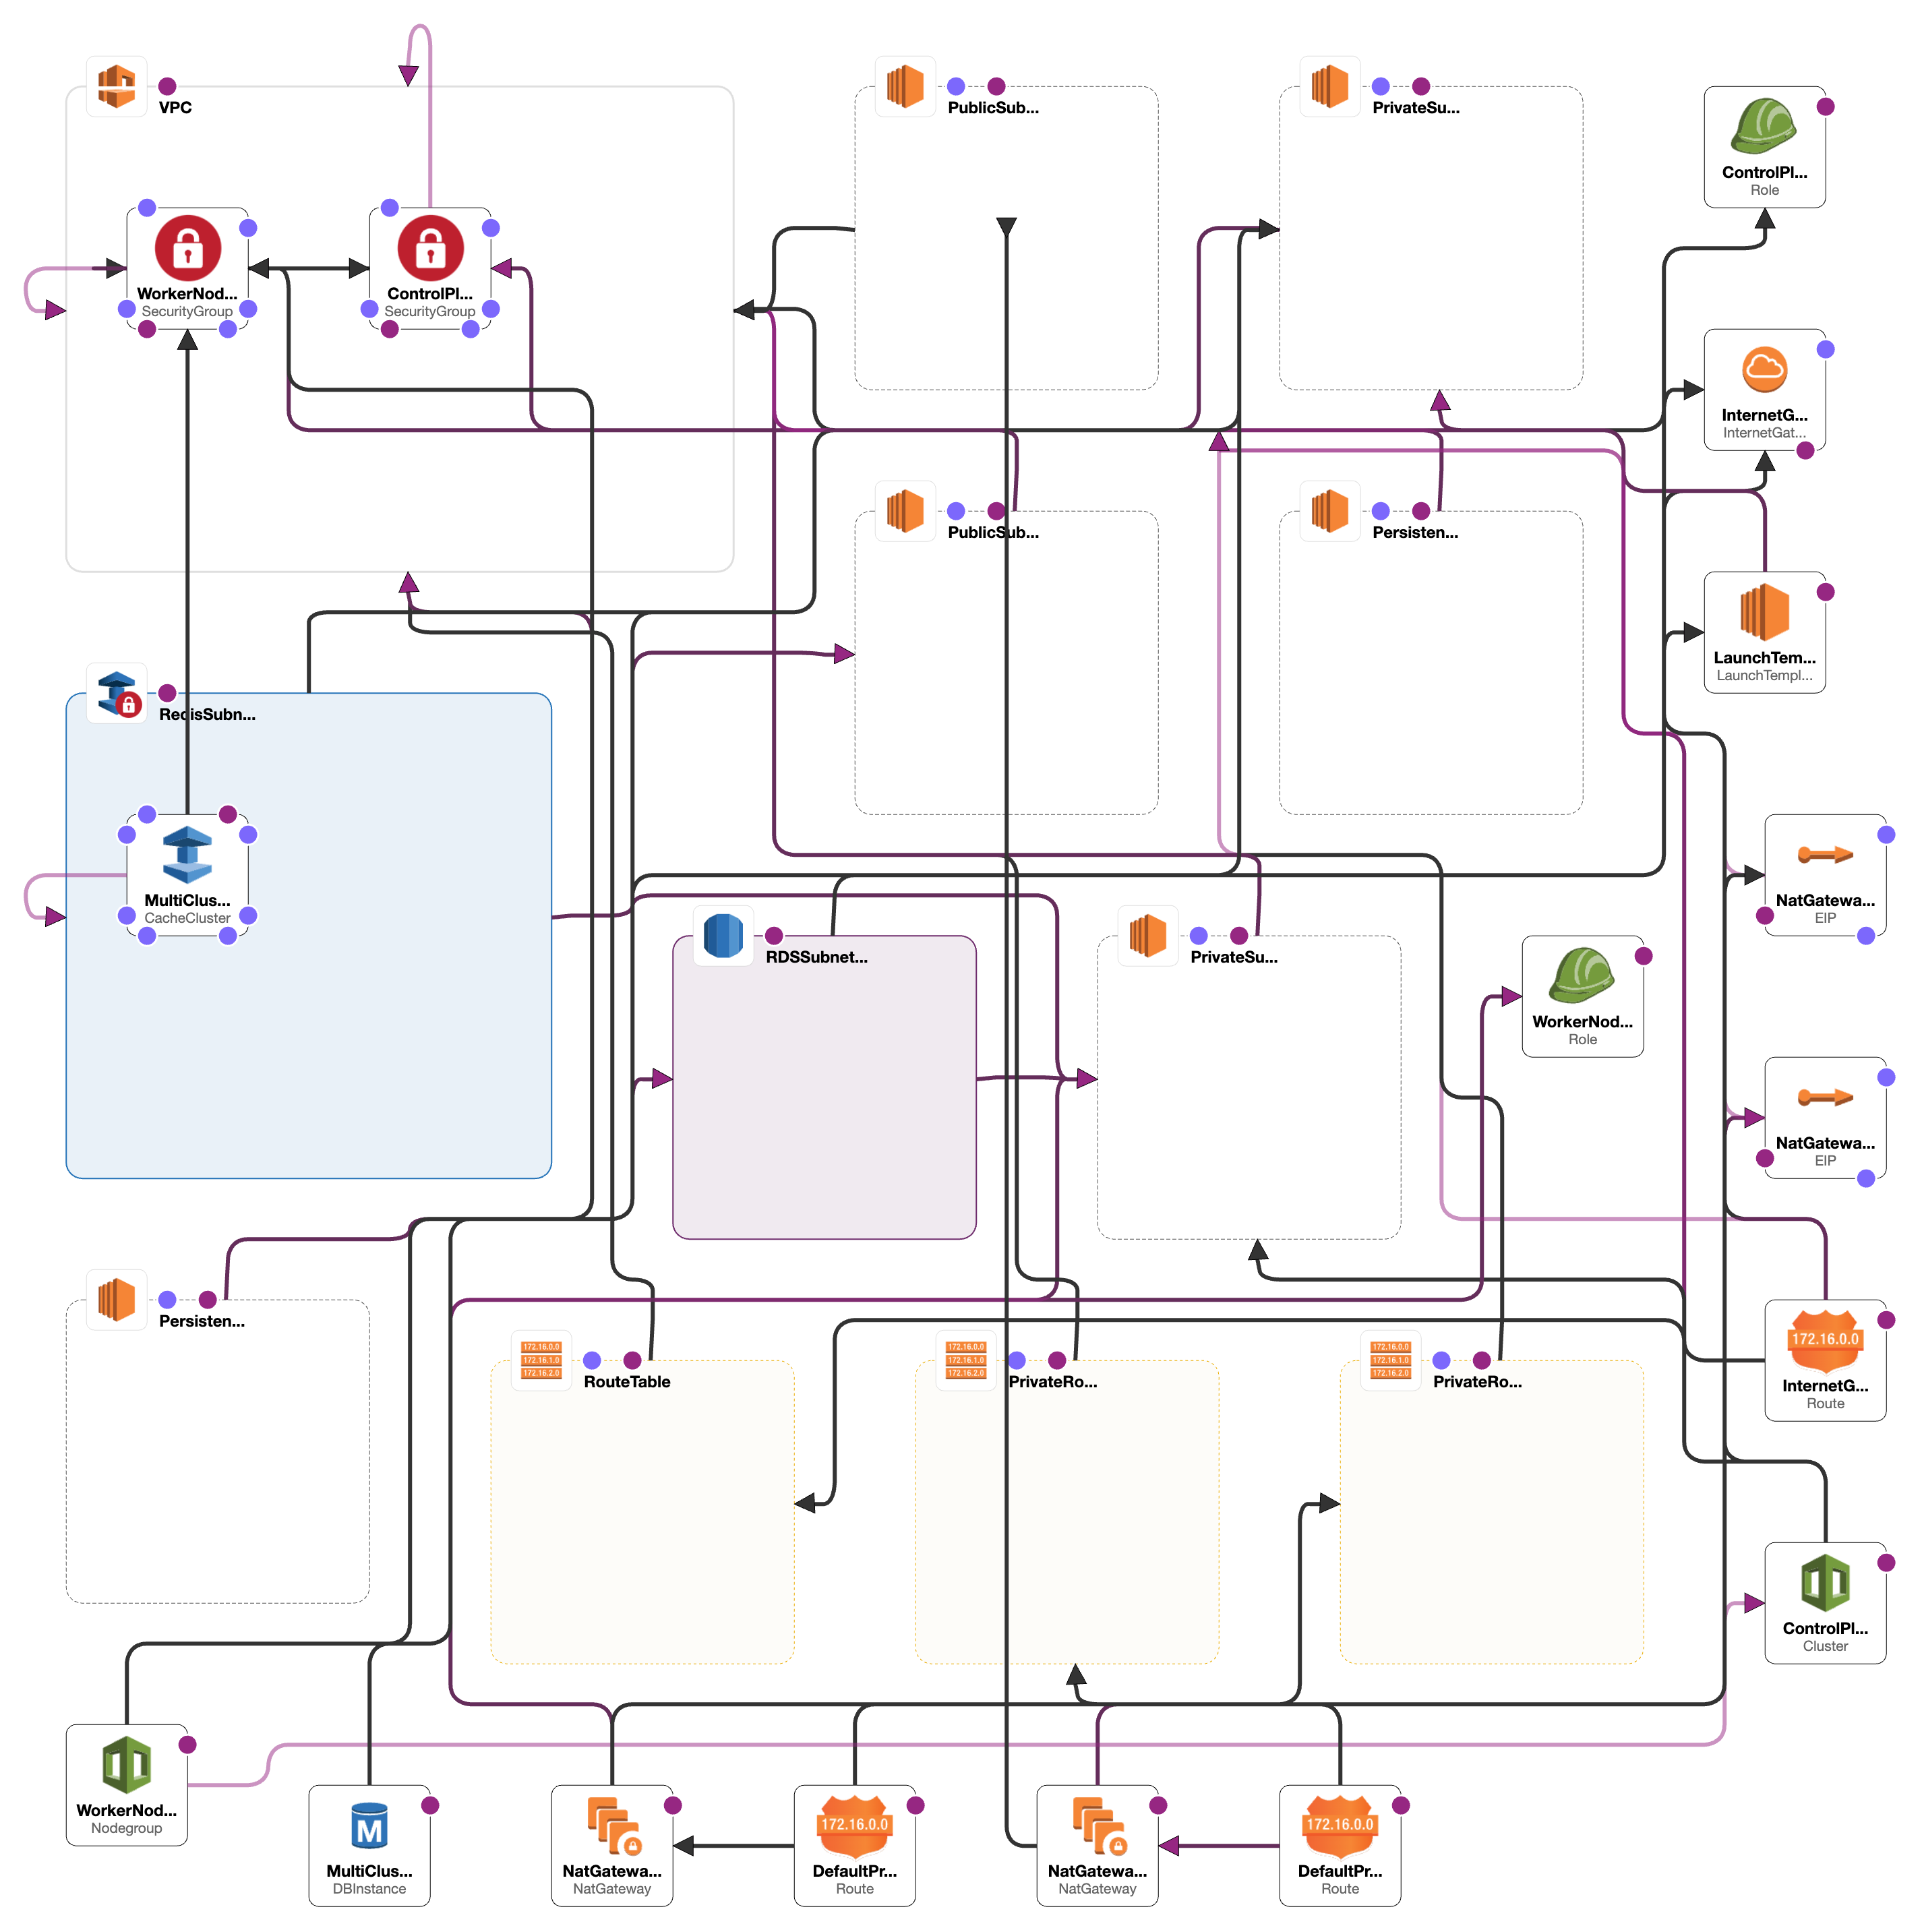 VPC
PublicSub...
PrivateSu...
ControlPl...
Role
WorkerNod...
SecurityGroup
ControlPl...
SecurityGroup
InternetG...
InternetGat...
PublicSub...
Persisten...
LaunchTem...
LaunchTempl...
RedisSubn...
MultiClus...
CacheCluster
NatGatewa...
EIP
RDSSubnet...
PrivateSu...
WorkerNod...
Role
NatGatewa...
EIP
Persisten...
172.16.0.0
172.16.1.0
172.16.2.0
RouteTable
172.16.0.0
172.16.1.0
172.16.2.0
PrivateRo...
172.16.0.0
172.16.1.0
172.16.2.0
PrivateRo...
172.16.0.0
InternetG...
Route
ControlPl...
Cluster
WorkerNod...
Nodegroup
M
MultiClus...
DBInstance
NatGatewa...
NatGateway
172.16.0.0
DefaultPr...
Route
NatGatewa...
NatGateway
172.16.0.0
DefaultPr...
Route